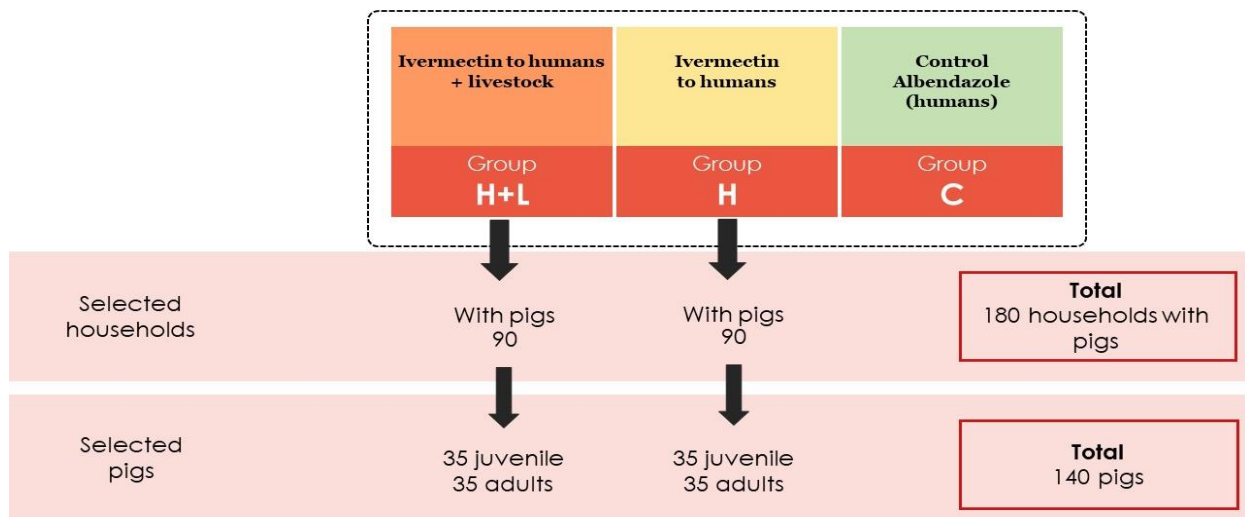 Ivermectin to humans
+ livestock
Ivermectin
to humans
Control
Albendazole
(humans)
Group
H+L
Group
H
Group
C
Selected
households
With pigs
90
With pigs
90
Total
180 households with
pigs
Selected
pigs
35 juvenile
35 adults
35 juvenile
35 adults
Total
140 pigs